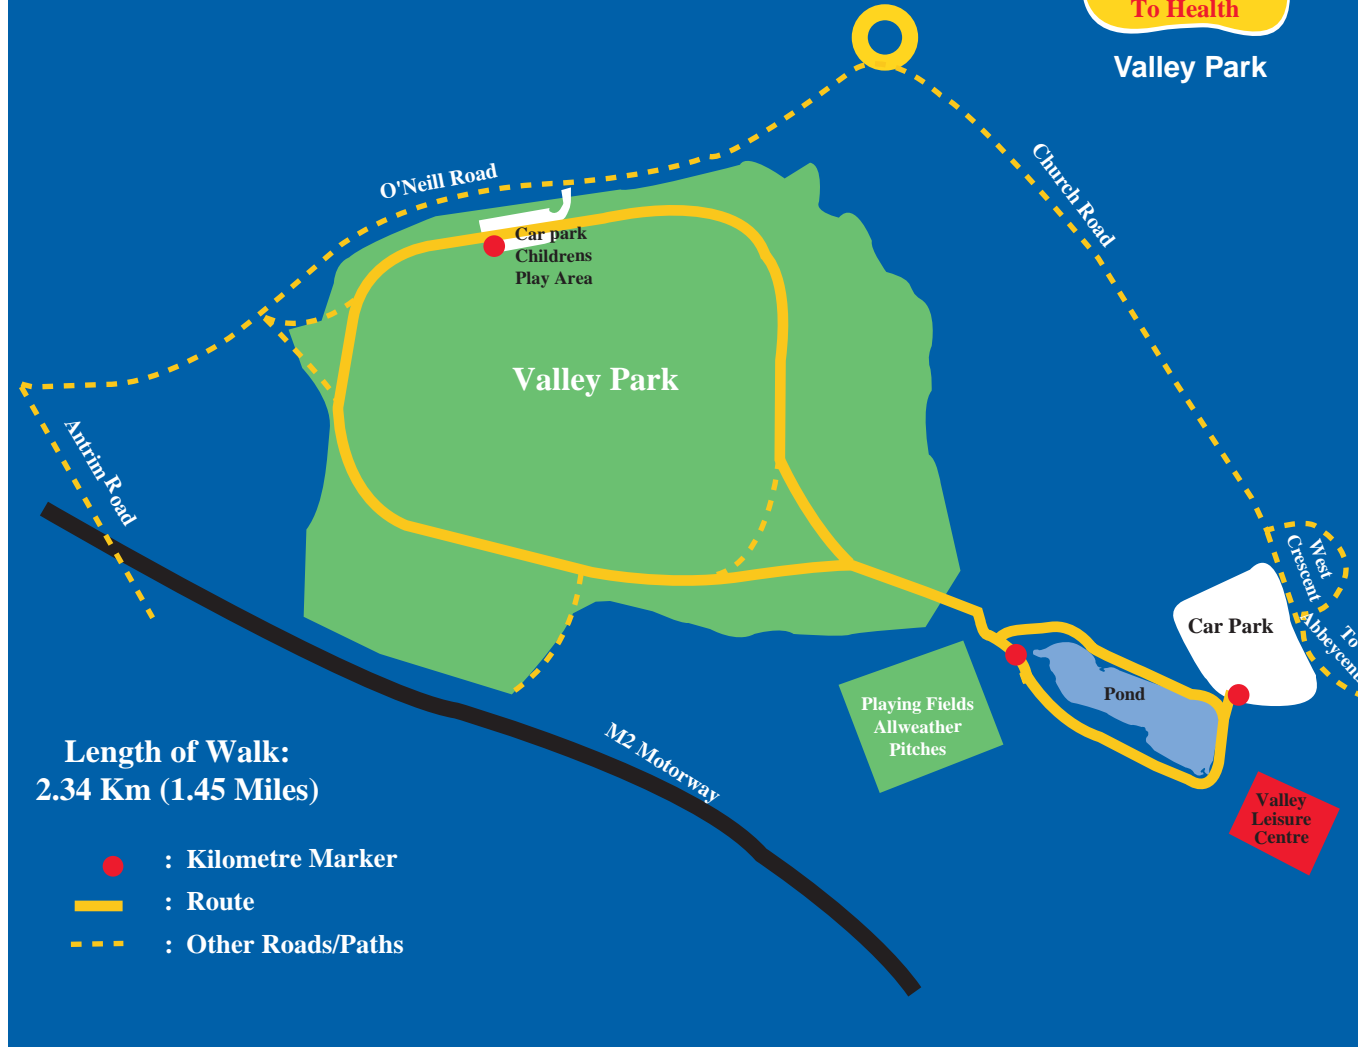 To Health
Valley Park
O'Neill Road
Church Road
Car park
Childrens
Play Area
Valley Park
Antrim Road
West
Crescent
To
Abbeycent
Car Park
Pond
Playing Fields
Allweather
Pitches
M2 Motorway
Valley
Leisure
Centre
Length of Walk:
2.34 Km (1.45 Miles)
: Kilometre Marker
: Route
: Other Roads/Paths